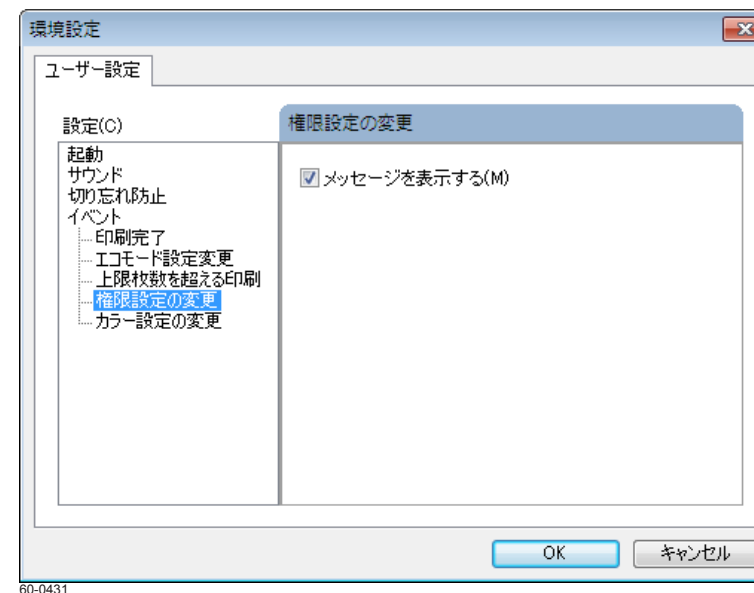 環境設定
ユーザー設定
設定(C)
起動
サウンド
切り忘れ防止
イベント
印刷完了
エコモード設定変更
上限枚数を超える印刷
権限設定の変更
カラー設定の変更
権限設定の変更
メッセージを表示する(M)
OK
キャンセル
60-0431